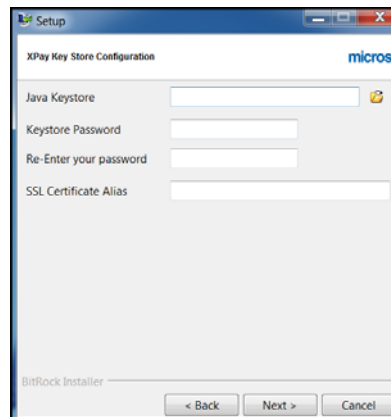 Setup
XPay Key Store Configuration
micros
Java Keystore
Keystore Password
Re-Enter your password
SSL Certificate Alias
BitRock Installer
< Back
Next >
Cancel